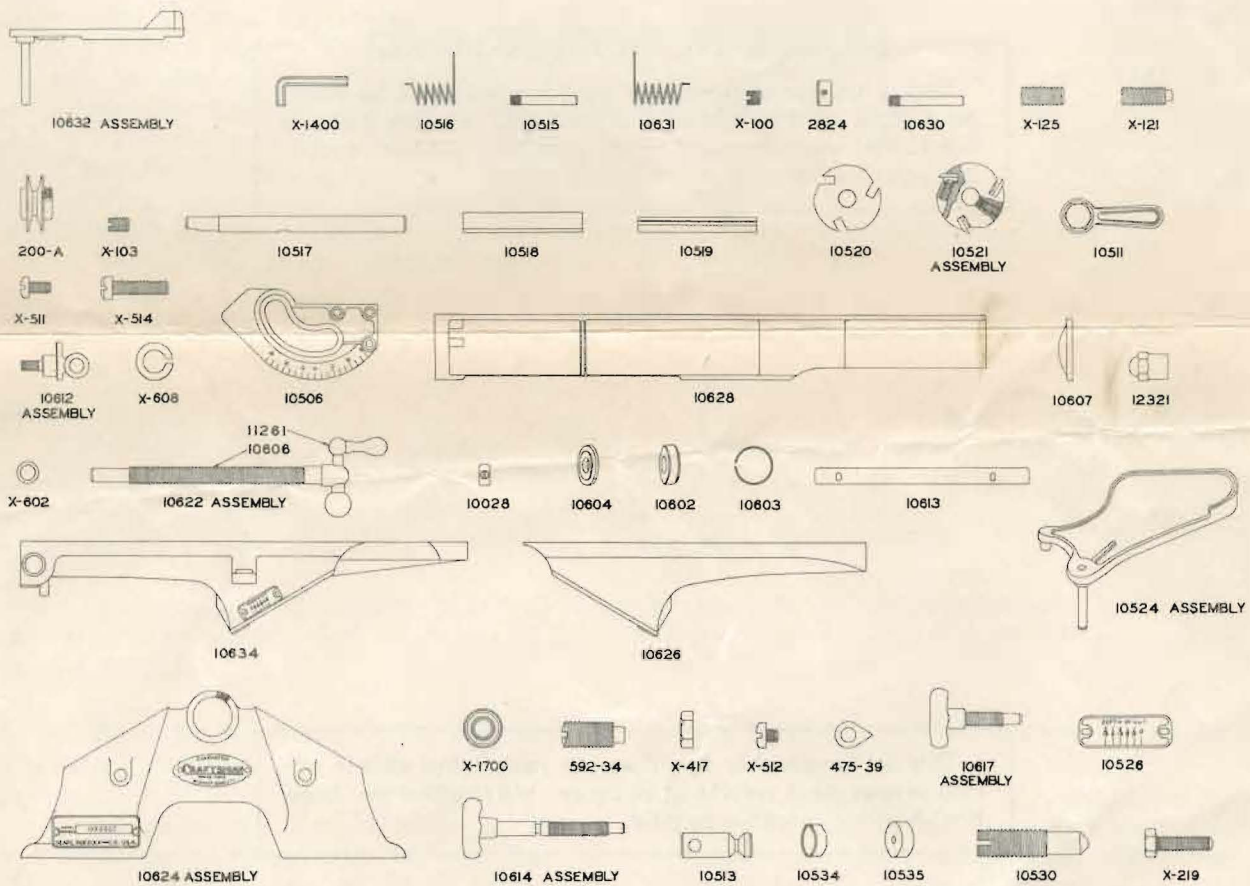 10632 ASSEMBLY
X-1400
10516
10515
10631
X-100
2824
10630
X-125
X-121
200-A
X-103
10517
10518
10519
10520
10521
ASSEMBLY
10511
X-511
X-514
10612
ASSEMBLY
X-608
10506
10628
10607
12321
11261
10606
X-602
10622 ASSEMBLY
10028
10604
10602
10603
10613
10524 ASSEMBLY
10634
10626
CRAFTSMAN
SEARS, ROEBUCK AND CO. U.S.A.
10624 ASSEMBLY
X-1700
592-34
X-417
X-512
475-39
10617
ASSEMBLY
DEPTH OF CUT
10526
10614 ASSEMBLY
10513
10534
10535
10530
X-219